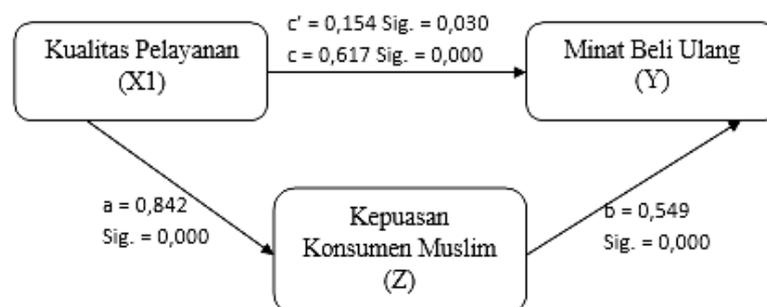 c' = 0,154 Sig. = 0,030
c = 0,617 Sig. = 0,000
Kualitas Pelayanan
(X1)
Minat Beli Ulang
(Y)
a = 0,842
Sig. = 0,000
Kepuasan
Konsumen Muslim
(Z)
b = 0,549
Sig. = 0,000